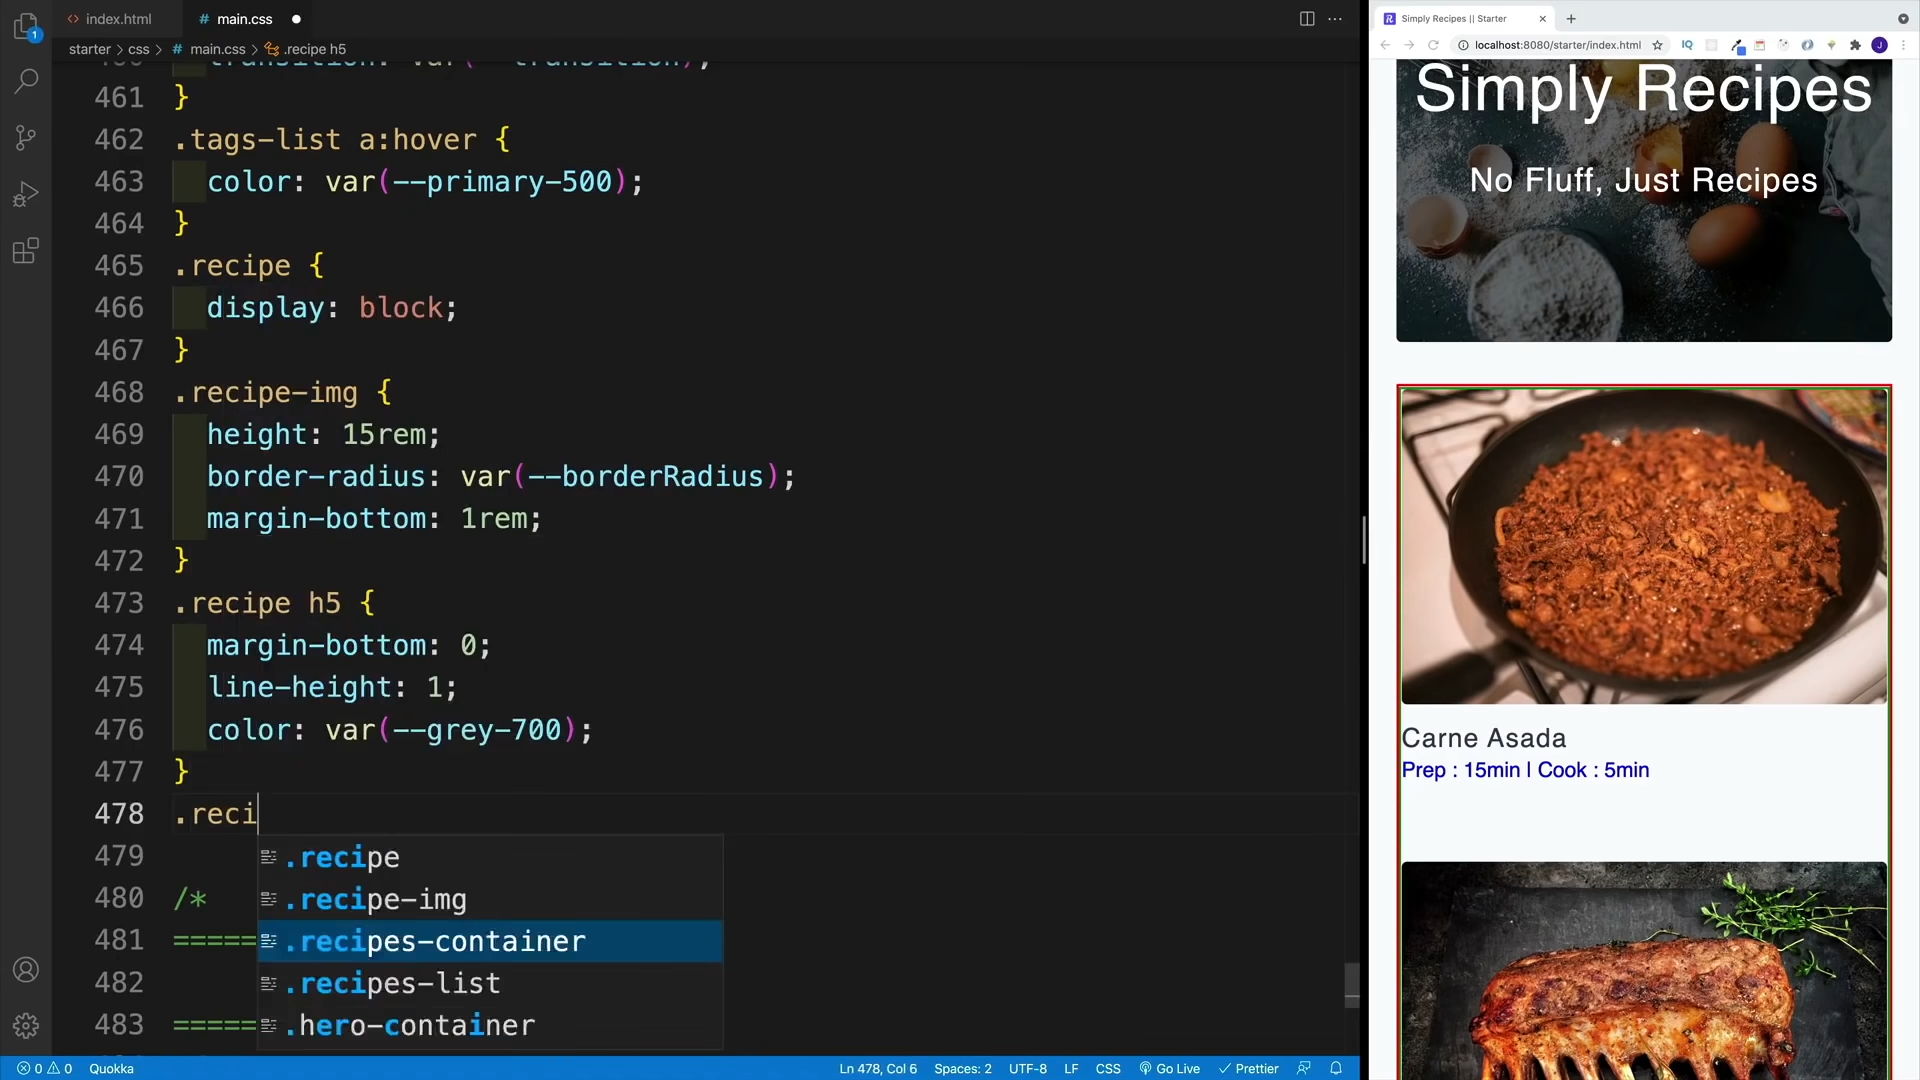 index.html
# main.css
starter > css > # main.css > .recipe h5
461 }
462 .tags-list a:hover {
463 color: var(--primary-500);
464 }
465 .recipe {
466 display: block;
467 }
468 .recipe-img {
469 height: 15rem;
470 border-radius: var(--borderRadius);
471 margin-bottom: 1rem;
472 }
473 .recipe h5 {
474 margin-bottom: 0;
475 line-height: 1;
476 color: var(--grey-700);
477 }
478 .reci
479 .recipe
480 /* .recipe-img
481 ===== .recipes-container
482 .recipes-list
483 ===== .hero-container
1
0 0 Quokka Ln 478, Col 6 Spaces: 2 UTF-8 LF CSS Go Live Prettier
Simply Recipes || Starter
localhost:8080/starter/index.html
IQ
J
Simply Recipes
No Fluff, Just Recipes
Carne Asada
Prep : 15min | Cook : 5min